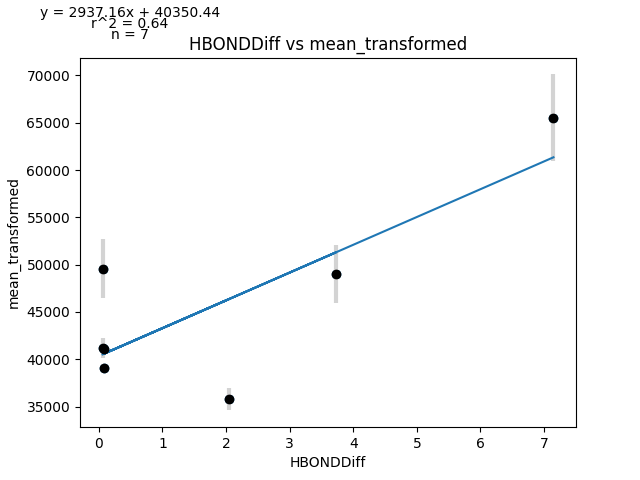 y = 2937.16x + 40350.44
r^2 = 0.64
n = 7
HBONDDiff vs mean_transformed
70000
65000
60000
55000
50000
45000
40000
35000
mean_transformed
0 1 2 3 4 5 6 7
HBONDDiff